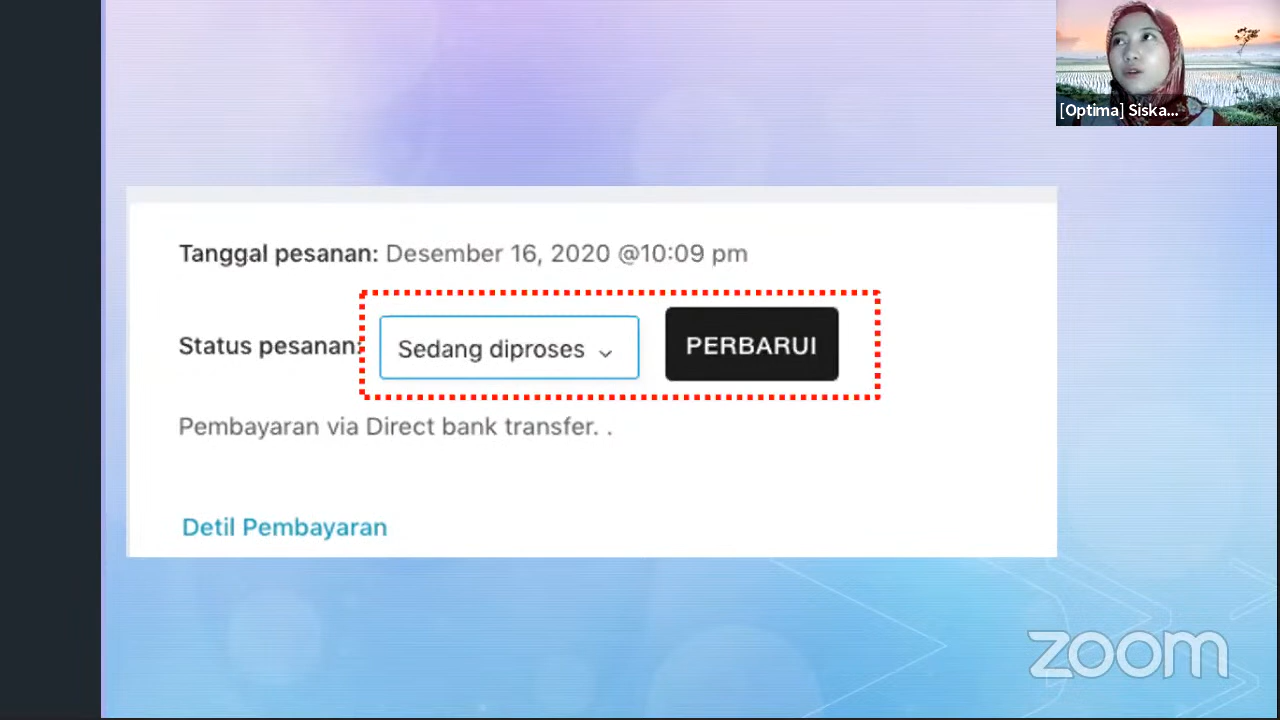 [Optima] Siska...
Tanggal pesanan: Desember 16, 2020 @10:09 pm
Status pesanan: Sedang diproses PERBARUI
Pembayaran via Direct bank transfer. .
Detil Pembayaran
zoom